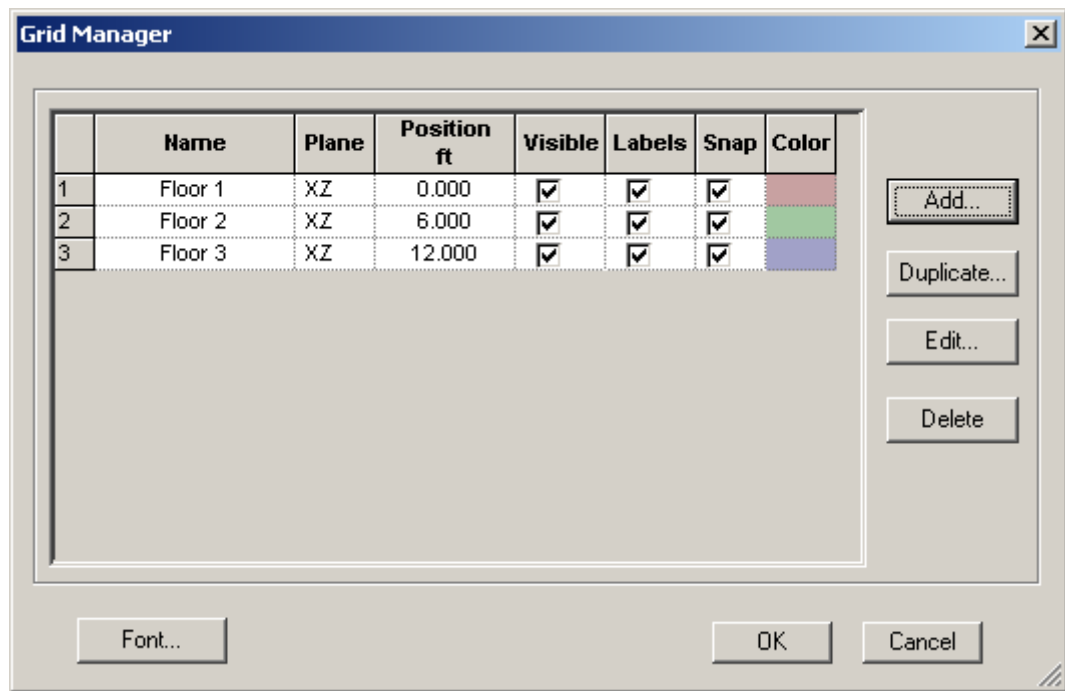 Grid Manager
Name Plane Position ft Visible Labels Snap Color
1 Floor 1 XZ 0.000
2 Floor 2 XZ 6.000
3 Floor 3 XZ 12.000
Add...
Duplicate...
Edit...
Delete
Font... OK Cancel